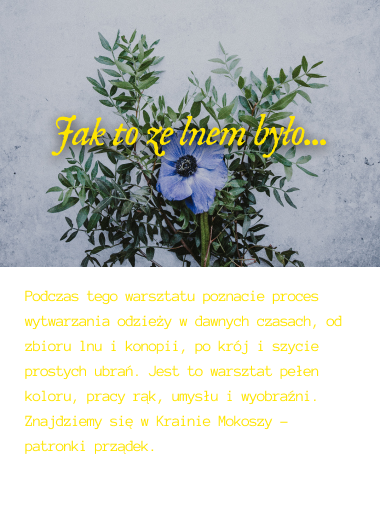 Jak to ze lnem było...
Podczas tego warsztatu poznacie proces
wytwarzania odzieży w dawnych czasach, od
zbioru lnu i konopii, po krój i szycie
prostych ubrań. Jest to warsztat pełen
koloru, pracy rąk, umysłu i wyobraźni.
Znajdziemy się w Krainie Mokoszy –
patronki prządek.